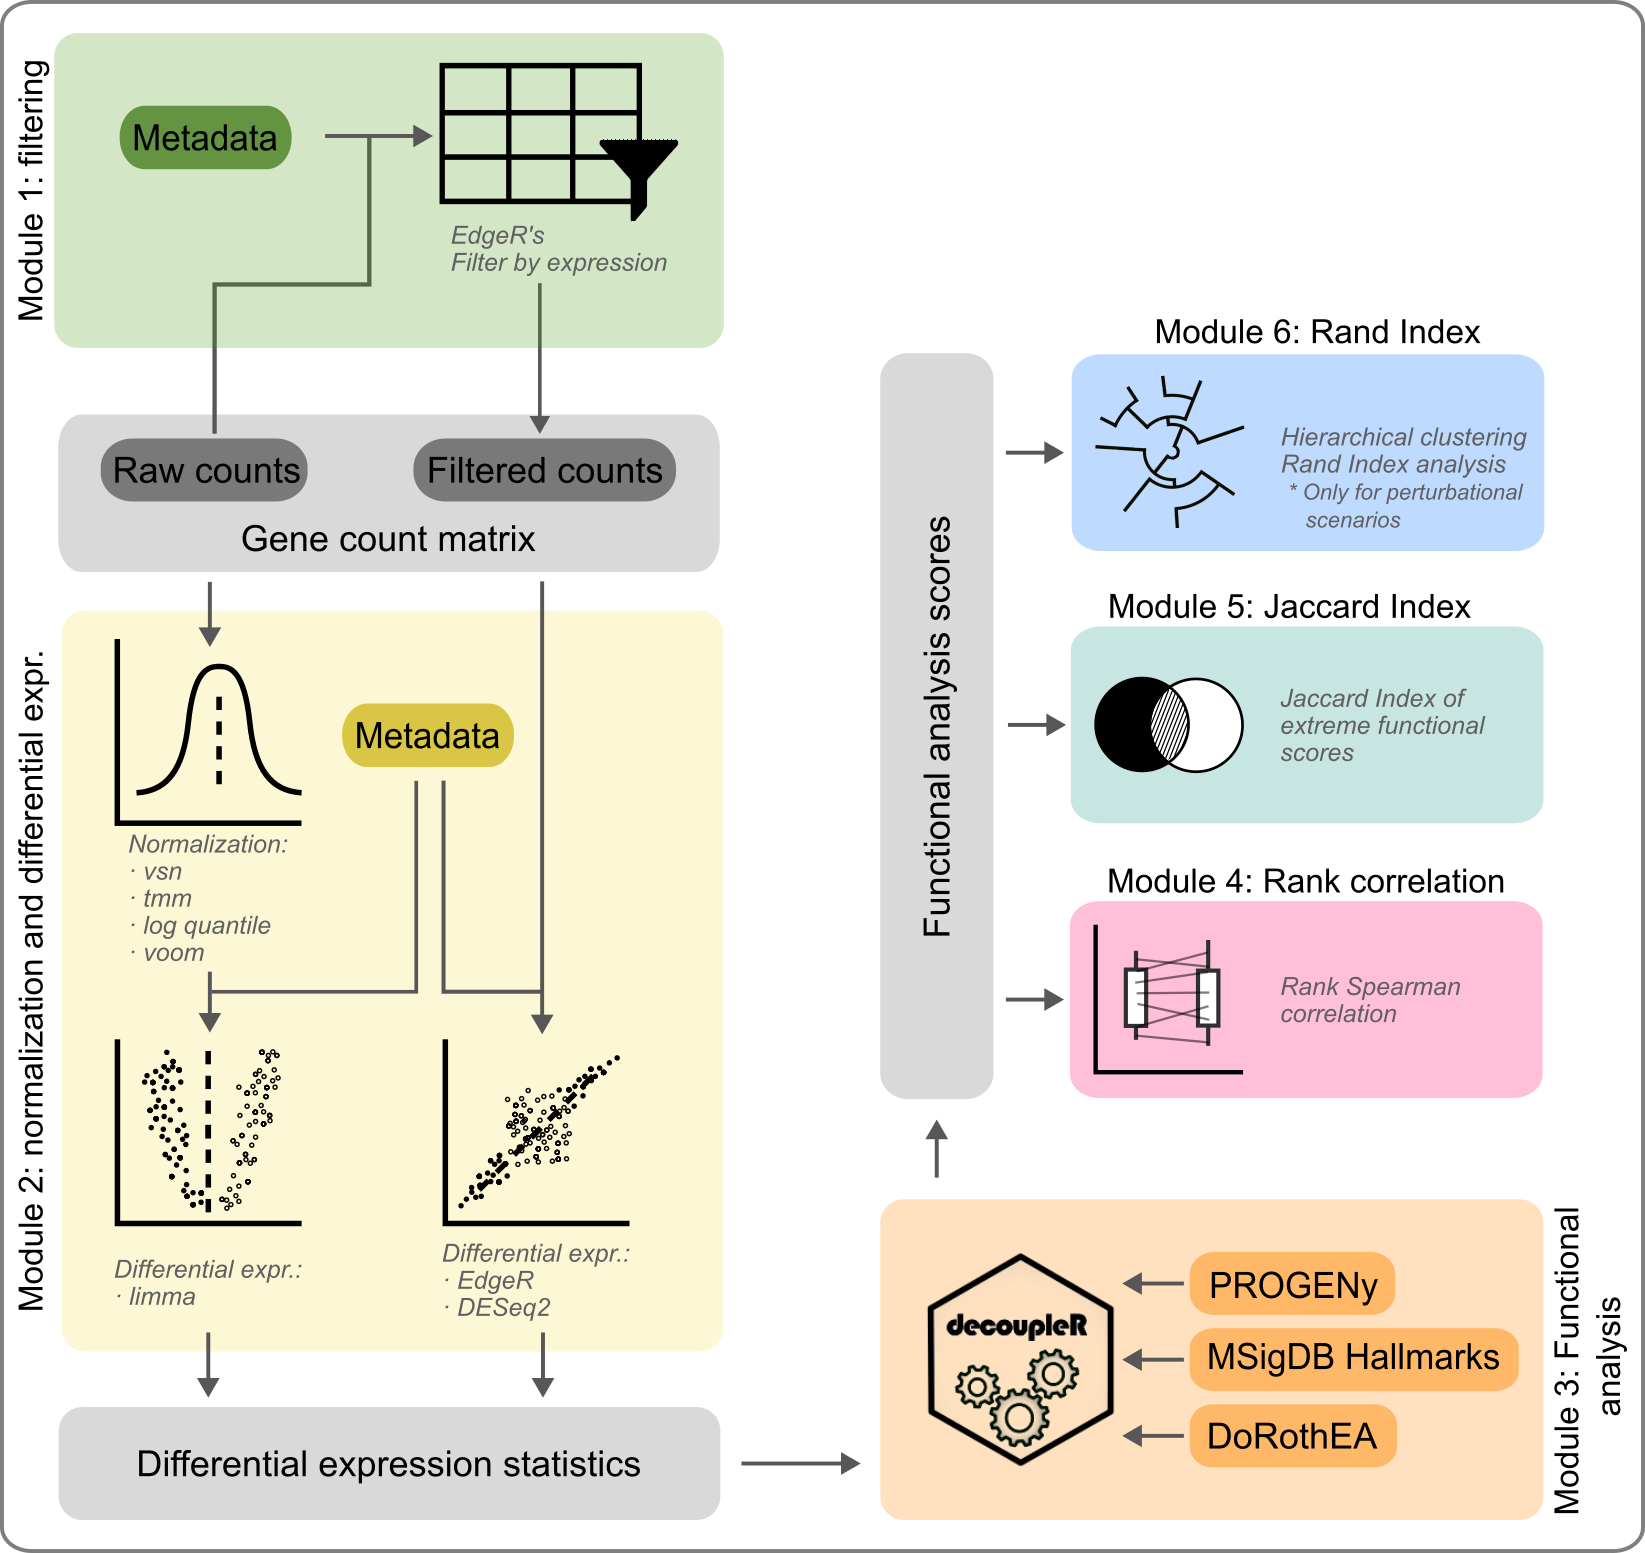 Module 1: filtering
Metadata
EdgeR's
Filter by expression
Raw counts
Filtered counts
Gene count matrix
Module 2: normalization and differential expr.
Metadata
Normalization:
· vsn
· tmm
· log quantile
· voom
Differential expr.:
· limma
Differential expr.:
· EdgeR
· DESeq2
Differential expression statistics
Module 3: Functional
analysis
decoupleR
PROGENy
MSigDB Hallmarks
DoRothEA
Functional analysis scores
Module 6: Rand Index
Hierarchical clustering
Rand Index analysis
* Only for perturbational
scenarios
Module 5: Jaccard Index
Jaccard Index of
extreme functional
scores
Module 4: Rank correlation
Rank Spearman
correlation